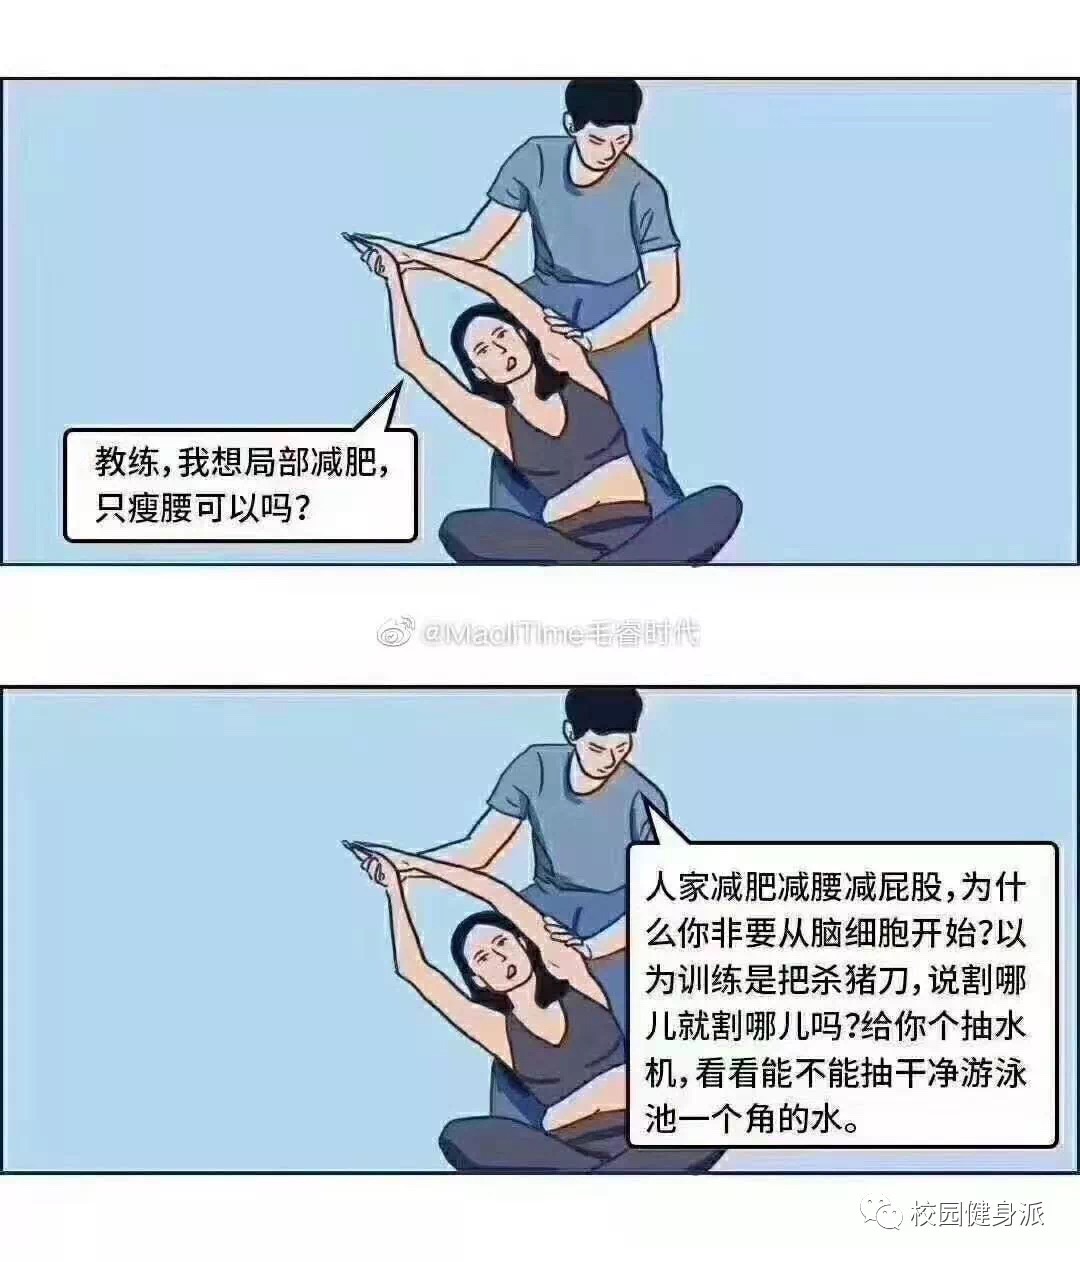 教练，我想局部减肥，
只瘦腰可以吗？
@MaoliTime毛睿时代
人家减肥减腰减屁股，为什
么你非要从脑细胞开始？以
为训练是把杀猪刀，说割哪
儿就割哪儿吗？给你个抽水
机，看看能不能抽干净游泳
池一个角的水。
校园健身派